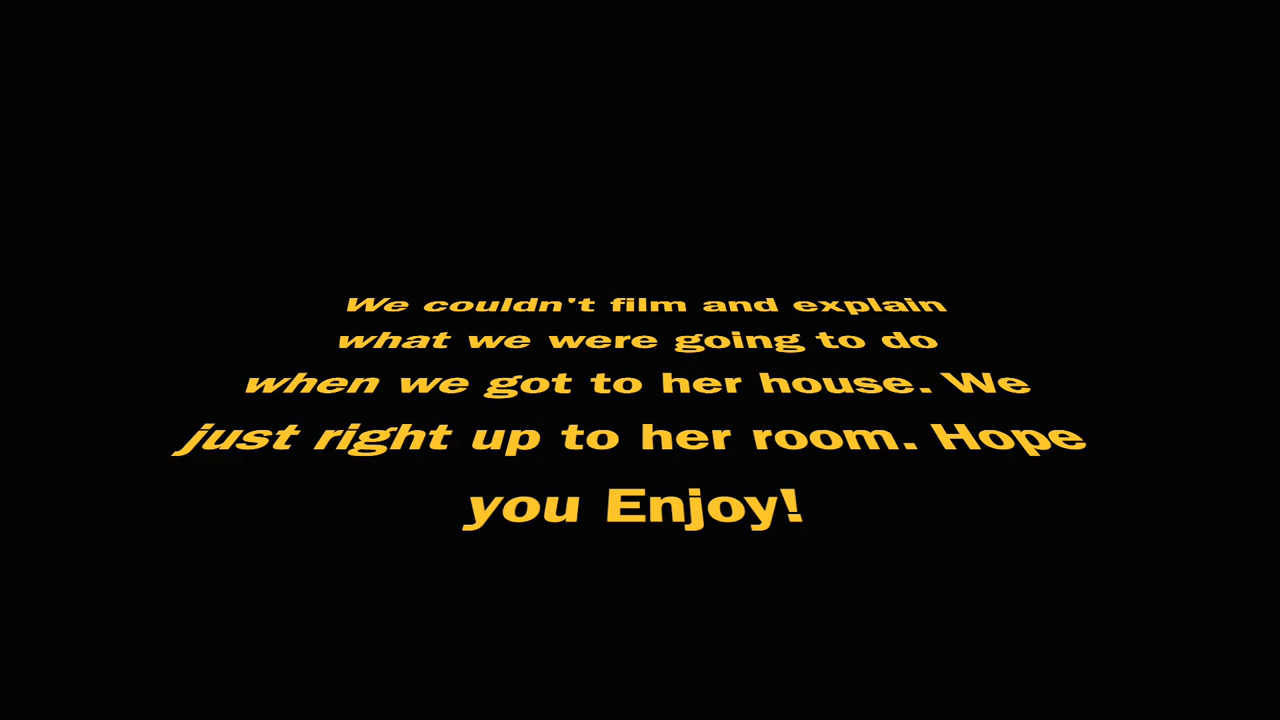 We couldn't film and explain
what we were going to do
when we got to her house. We
just right up to her room. Hope
you Enjoy!